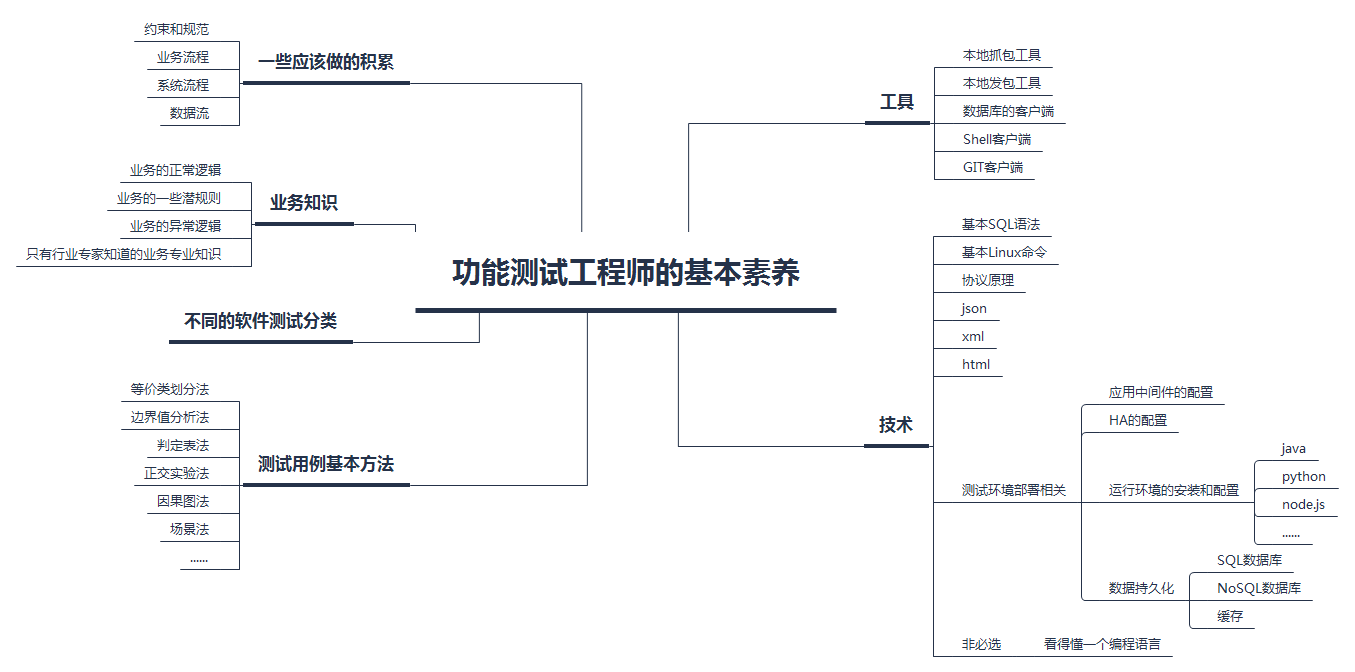 功能测试工程师的基本素养
一些应该做的积累
约束和规范
业务流程
系统流程
数据流
业务知识
业务的正常逻辑
业务的一些潜规则
业务的异常逻辑
只有行业专家知道的业务专业知识
不同的软件测试分类
测试用例基本方法
等价类划分法
边界值分析法
判定表法
正交实验法
因果图法
场景法
......
工具
本地抓包工具
本地发包工具
数据库的客户端
Shell客户端
GIT客户端
技术
基本SQL语法
基本Linux命令
协议原理
json
xml
html
测试环境部署相关
应用中间件的配置
HA的配置
运行环境的安装和配置
java
python
node.js
......
数据持久化
SQL数据库
NoSQL数据库
缓存
非必选
看得懂一个编程语言